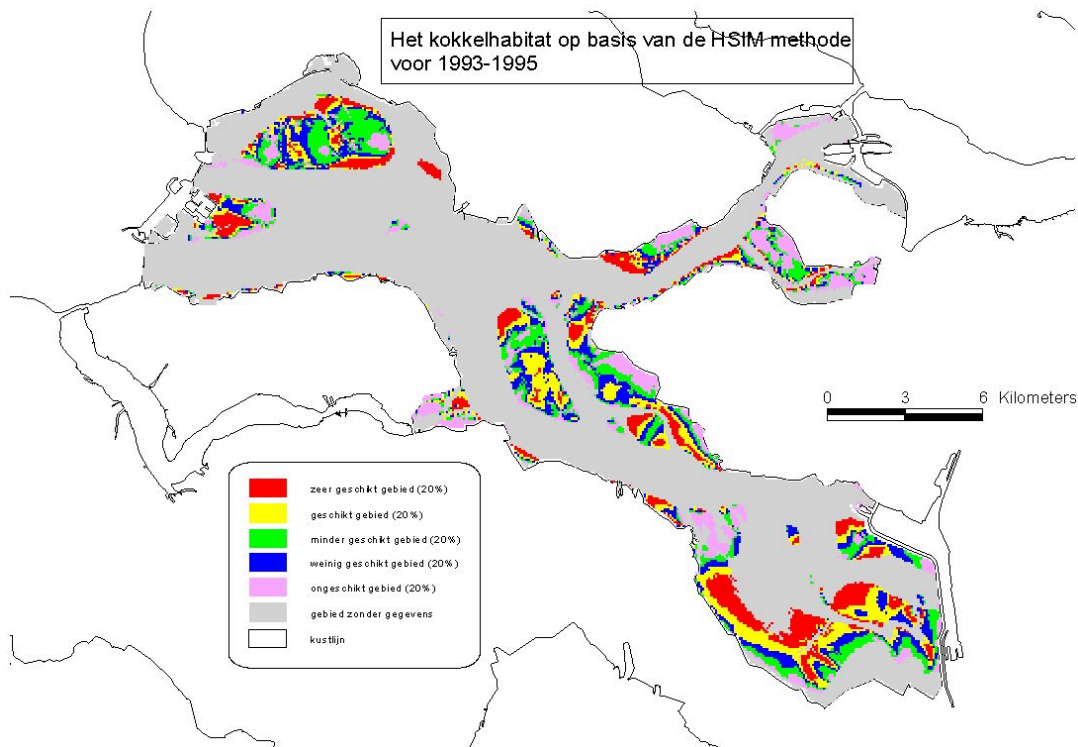 Het kokkelhabitat op basis van de HSIM methode
voor 1993-1995
0 3 6 Kilometers
zeer geschikt gebied (20%)
geschikt gebied (20%)
minder geschikt gebied (20%)
weinig geschikt gebied (20%)
ongeschikt gebied (20%)
gebied zonder gegevens
kustlijn